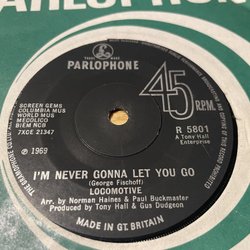 PARLOPHONE
SCREEN GEMS
COLUMBIA MUS
WORLD MUS
MECOLICO
BIEM NCB
7XCE 21347
℗ 1969
45
R.P.M.
R 5801
A Tony Hall
Enterprise
I'M NEVER GONNA LET YOU GO
(George Fischoff)
LOCOMOTIVE
Arr. by Norman Haines & Paul Buckmaster
Produced by Tony Hall & Gus Dudgeon
MADE IN GT. BRITAIN